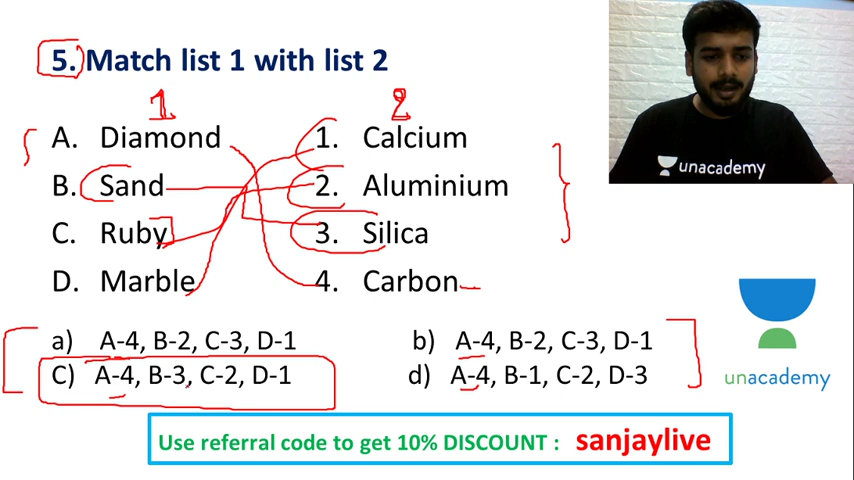 5. Match list 1 with list 2
1 2
A. Diamond 1. Calcium
B. Sand 2. Aluminium
C. Ruby 3. Silica
D. Marble 4. Carbon
a) A-4, B-2, C-3, D-1 b) A-4, B-2, C-3, D-1
C) A-4, B-3, C-2, D-1 d) A-4, B-1, C-2, D-3
Use referral code to get 10% DISCOUNT : sanjaylive
unacademy
unacademy